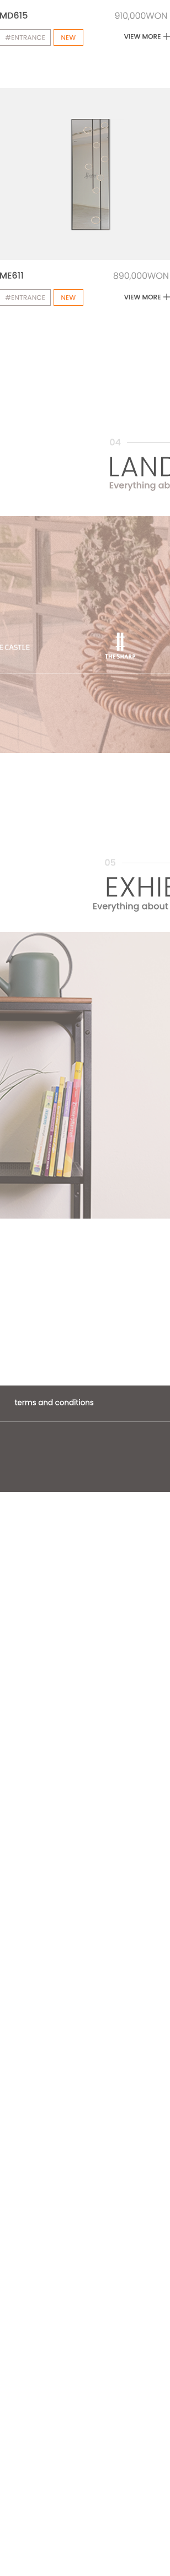 MD615 910,000WON
#ENTRANCE NEW VIEW MORE +
ME611 890,000WON
#ENTRANCE NEW VIEW MORE +
04
LAND
Everything ab
E CASTLE
THE SHARP
05
EXHIE
Everything about
terms and conditions